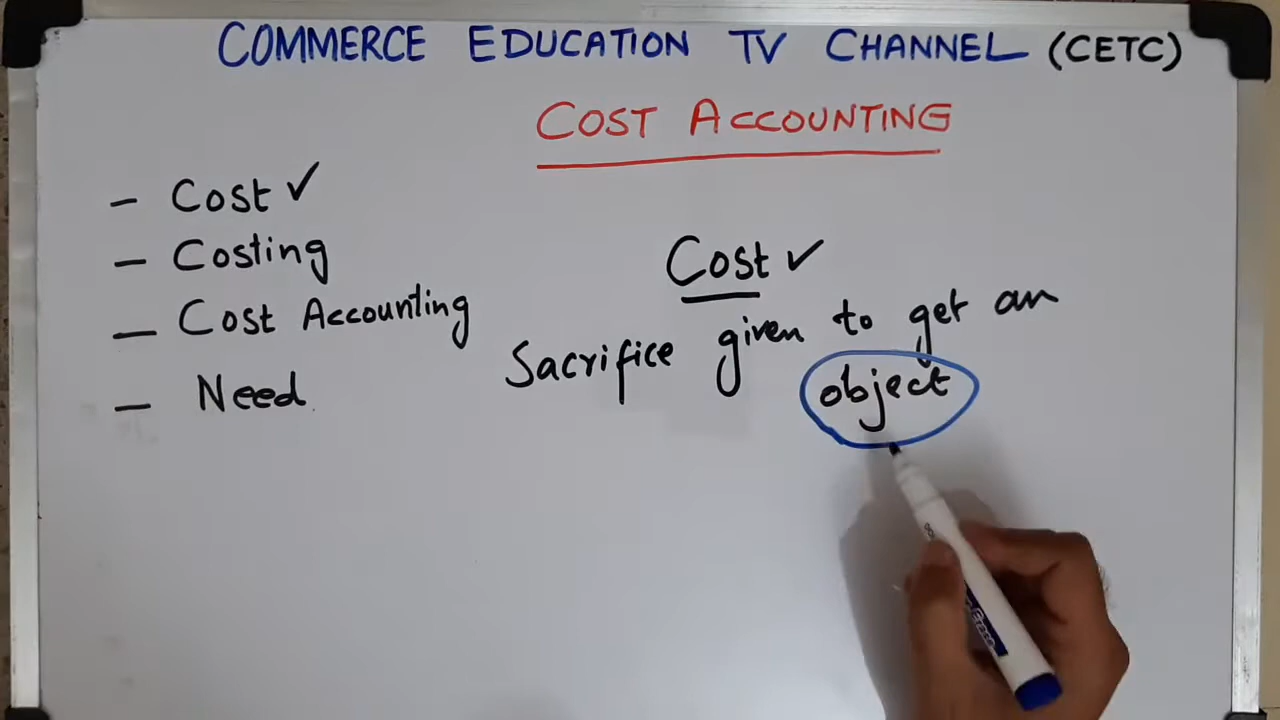 COMMERCE EDUCATION TV CHANNEL (CETC)
COST ACCOUNTING
- Cost ✓
- Costing
- Cost Accounting
- Need
Cost ✓
Sacrifice given to get an
object